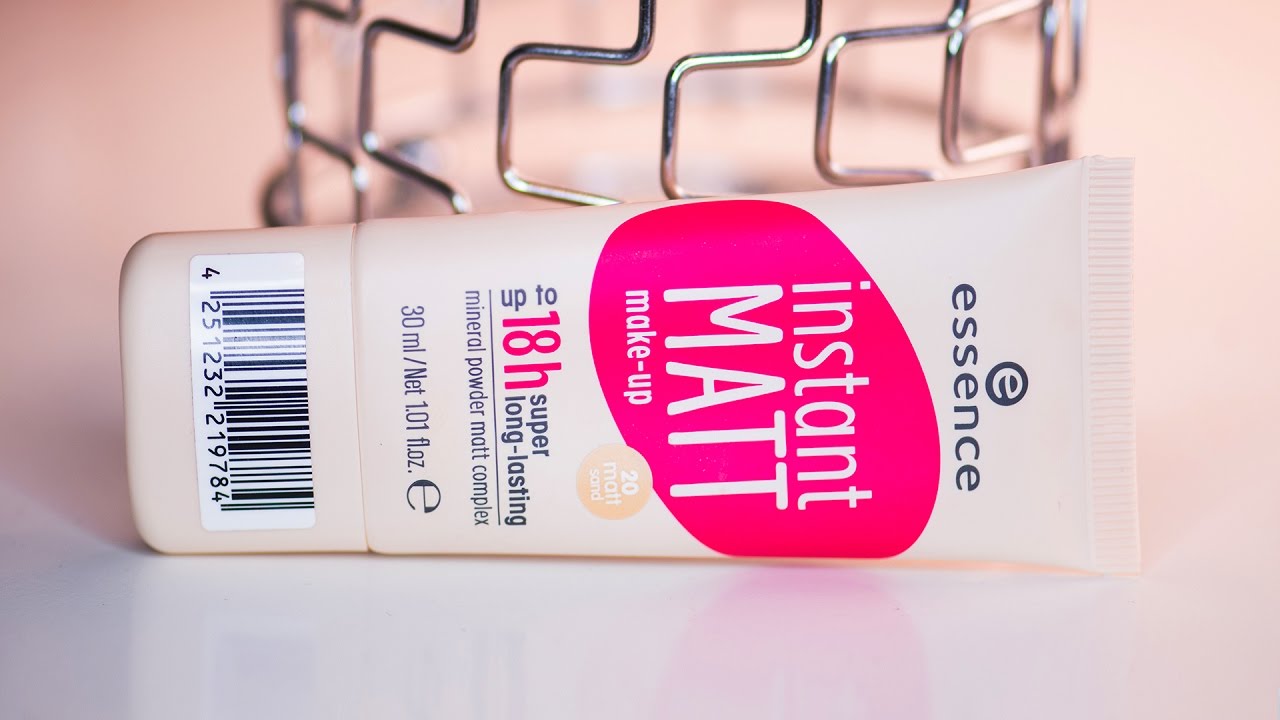 essence
e
instant
MATT
make-up
20
matt
sand
up to
18 h super
long-lasting
mineral powder matt complex
30 ml/Net 1.01 fl.oz. ℮
4 251232 219784